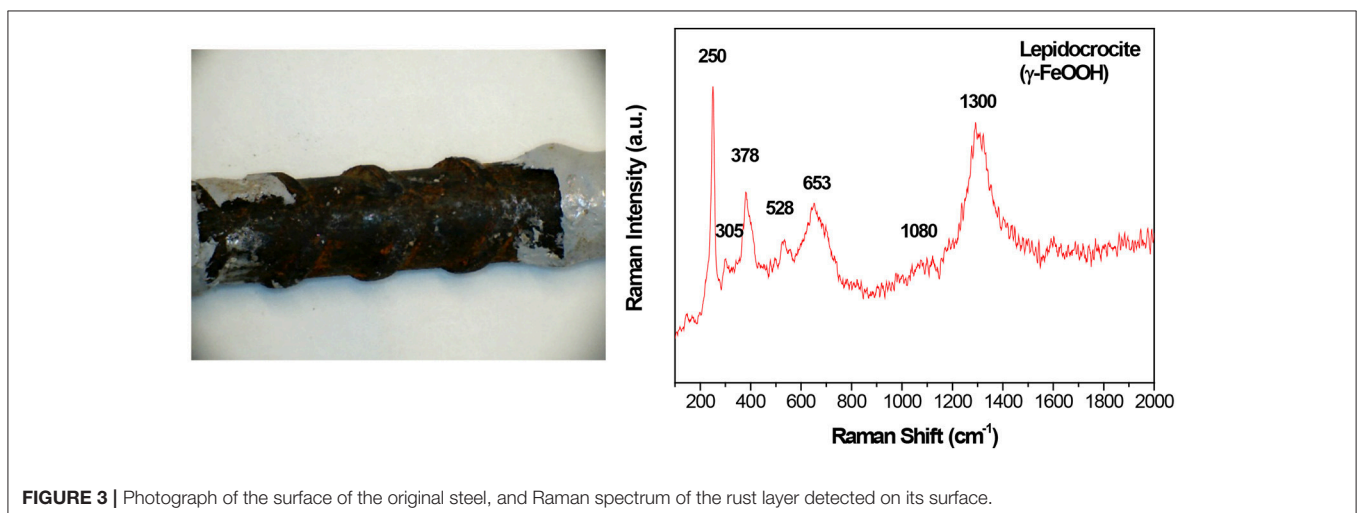 250
378
305
528
653
1080
1300
Lepidocrocite
(γ-FeOOH)
Raman Intensity (a.u.)
200 400 600 800 1000 1200 1400 1600 1800 2000
Raman Shift (cm⁻¹)
FIGURE 3 | Photograph of the surface of the original steel, and Raman spectrum of the rust layer detected on its surface.